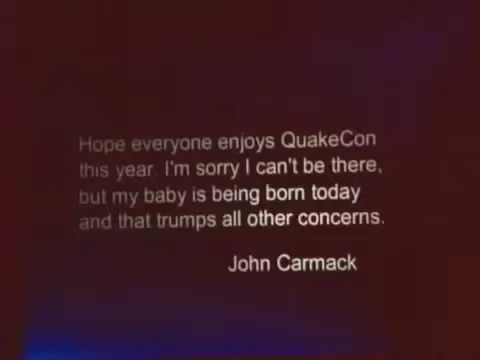 Hope everyone enjoys QuakeCon
this year. I'm sorry I can't be there,
but my baby is being born today
and that trumps all other concerns.
John Carmack